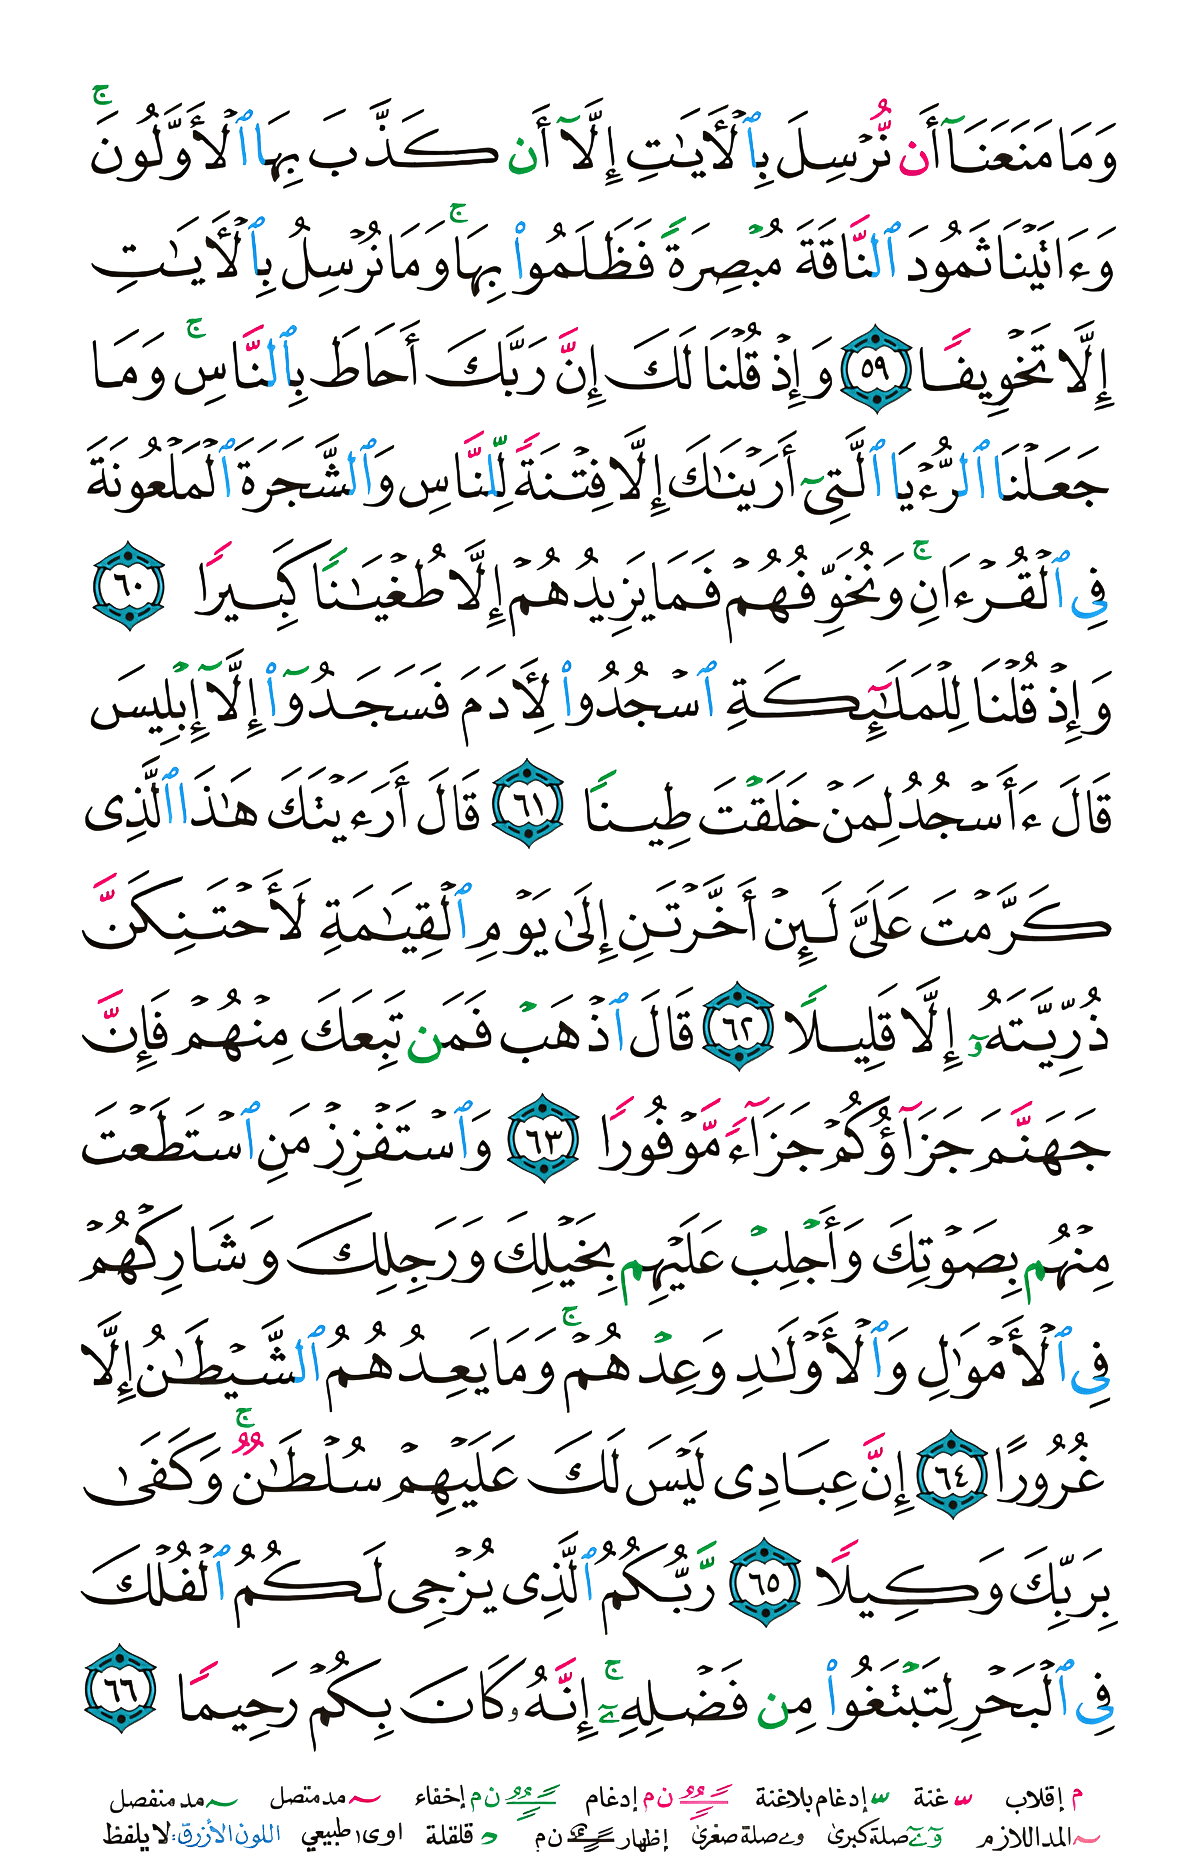 وَمَا مَنَعَنَآ أَن نُّرْسِلَ بِٱلْأَيَـٰتِ إِلَّآ أَن كَذَّبَ بِهَا ٱلْأَوَّلُونَ ۚ
وَءَاتَيْنَا ثَمُودَ ٱلنَّاقَةَ مُبْصِرَةً فَظَلَمُوا۟ بِهَا ۚ وَمَا نُرْسِلُ بِٱلْأَيَـٰتِ
إِلَّا تَخْوِيفًا ٥٩ وَإِذْ قُلْنَا لَكَ إِنَّ رَبَّكَ أَحَاطَ بِٱلنَّاسِ ۚ وَمَا
جَعَلْنَا ٱلرُّءْيَا ٱلَّتِىٓ أَرَيْنَـٰكَ إِلَّا فِتْنَةً لِّلنَّاسِ وَٱلشَّجَرَةَ ٱلْمَلْعُونَةَ
فِى ٱلْقُرْءَانِ ۚ وَنُخَوِّفُهُمْ فَمَا يَزِيدُهُمْ إِلَّا طُغْيَـٰنًا كَبِيرًا ٦٠
وَإِذْ قُلْنَا لِلْمَلَـٰٓئِكَةِ ٱسْجُدُوا۟ لِأَدَمَ فَسَجَدُوٓا۟ إِلَّآ إِبْلِيسَ
قَالَ ءَأَسْجُدُ لِمَنْ خَلَقْتَ طِينًا ٦١ قَالَ أَرَءَيْتَكَ هَـٰذَا ٱلَّذِى
كَرَّمْتَ عَلَىَّ لَئِنْ أَخَّرْتَنِ إِلَىٰ يَوْمِ ٱلْقِيَـٰمَةِ لَأَحْتَنِكَنَّ
ذُرِّيَّتَهُۥٓ إِلَّا قَلِيلًا ٦٢ قَالَ ٱذْهَبْ فَمَن تَبِعَكَ مِنْهُمْ فَإِنَّ
جَهَنَّمَ جَزَآؤُكُمْ جَزَآءً مَّوْفُورًا ٦٣ وَٱسْتَفْزِزْ مَنِ ٱسْتَطَعْتَ
مِنْهُم بِصَوْتِكَ وَأَجْلِبْ عَلَيْهِم بِخَيْلِكَ وَرَجِلِكَ وَشَارِكْهُمْ
فِى ٱلْأَمْوَٰلِ وَٱلْأَوْلَـٰدِ وَعِدْهُمْ ۚ وَمَا يَعِدُهُمُ ٱلشَّيْطَـٰنُ إِلَّا
غُرُورًا ٦٤ إِنَّ عِبَادِى لَيْسَ لَكَ عَلَيْهِمْ سُلْطَـٰنٌ ۚ وَكَفَىٰ
بِرَبِّكَ وَكِيلًا ٦٥ رَّبُّكُمُ ٱلَّذِى يُزْجِى لَكُمُ ٱلْفُلْكَ
فِى ٱلْبَحْرِ لِتَبْتَغُوا۟ مِن فَضْلِهِۦٓ ۚ إِنَّهُۥ كَانَ بِكُمْ رَحِيمًا ٦٦
م إقلاب غنة إدغام بلاغنة ن م إدغام ن م إخفاء مد متصل مد منفصل
المد اللازم صلة كبرى و ے صلة صغرى إظهار ن م قلقلة اوى ١ طبيعي اللون الأزرق: لا يلفظ